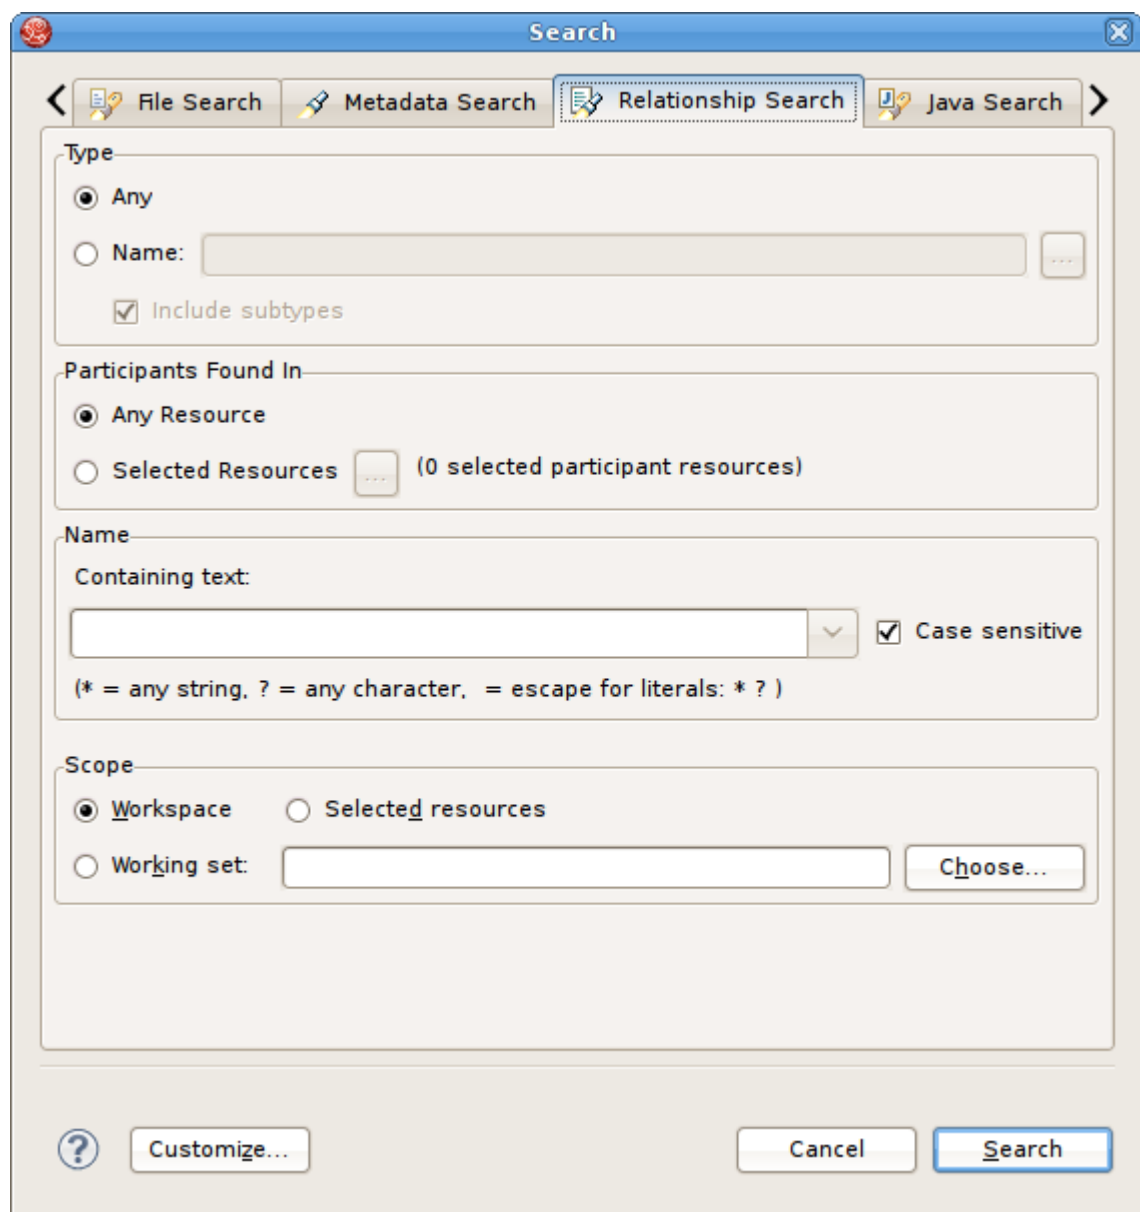 Search
File Search Metadata Search Relationship Search Java Search
Type
Any
Name: ...
Include subtypes
Participants Found In
Any Resource
Selected Resources ... (0 selected participant resources)
Name
Containing text:
Case sensitive
(* = any string, ? = any character,  = escape for literals: * ? )
Scope
Workspace Selected resources
Working set: Choose...
? Customize... Cancel Search